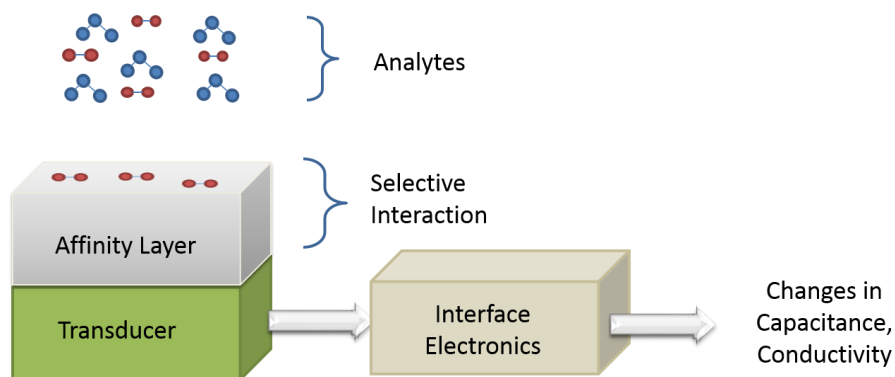 Analytes
Selective
Interaction
Affinity Layer
Transducer
Interface
Electronics
Changes in
Capacitance,
Conductivity